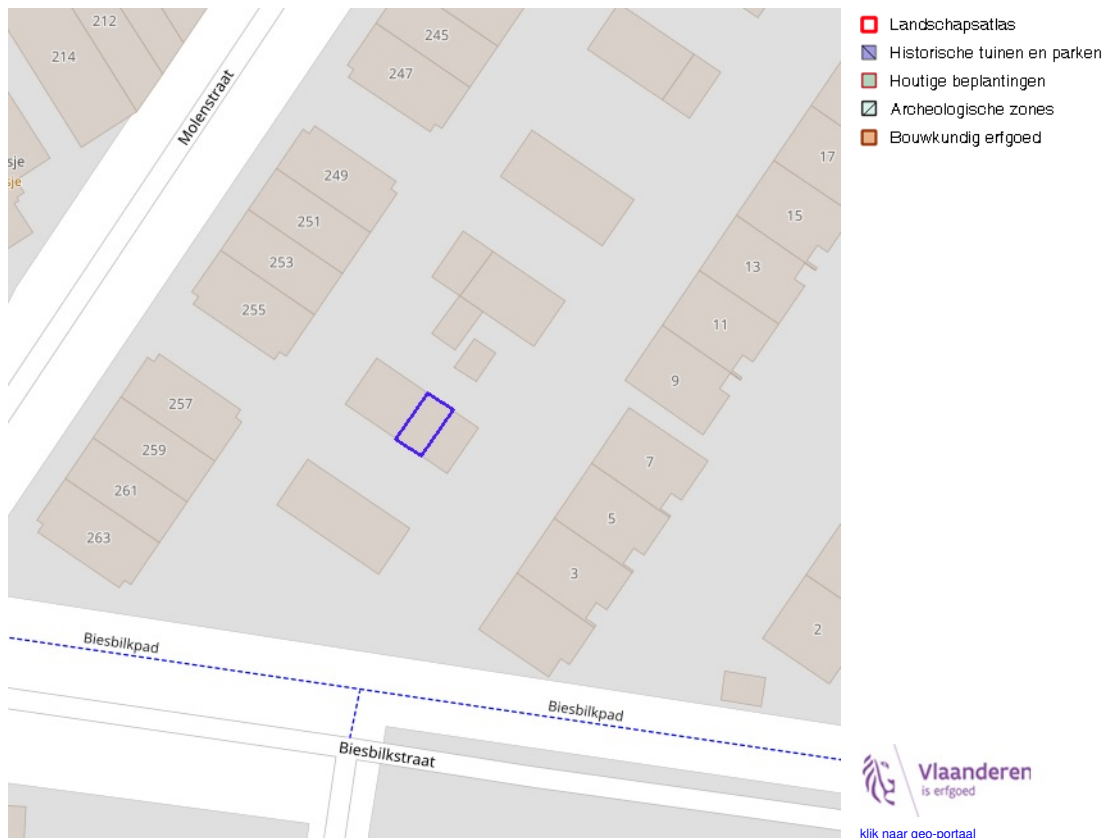 212
214
245
247
Molenstraat
sje
sje
249
251
253
255
257
259
261
263
17
15
13
11
9
7
5
3
2
Biesbilkpad
Biesbilkpad
Biesbilkstraat
Landschapsatlas
Historische tuinen en parken
Houtige beplantingen
Archeologische zones
Bouwkundig erfgoed
Vlaanderen
is erfgoed
klik naar geo-portaal